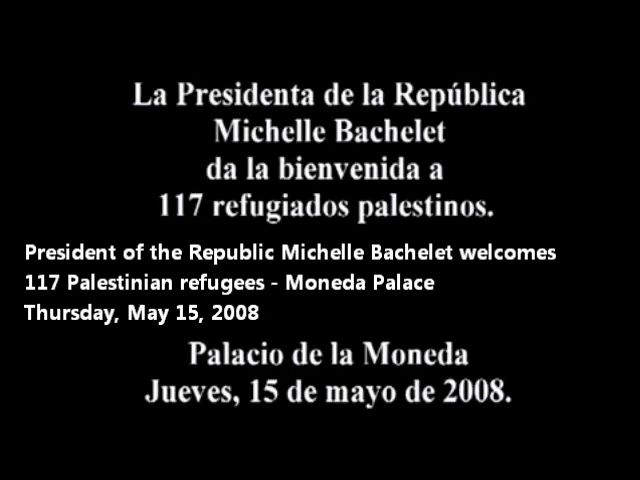 La Presidenta de la República
Michelle Bachelet
da la bienvenida a
117 refugiados palestinos.
President of the Republic Michelle Bachelet welcomes
117 Palestinian refugees - Moneda Palace
Thursday, May 15, 2008
Palacio de la Moneda
Jueves, 15 de mayo de 2008.